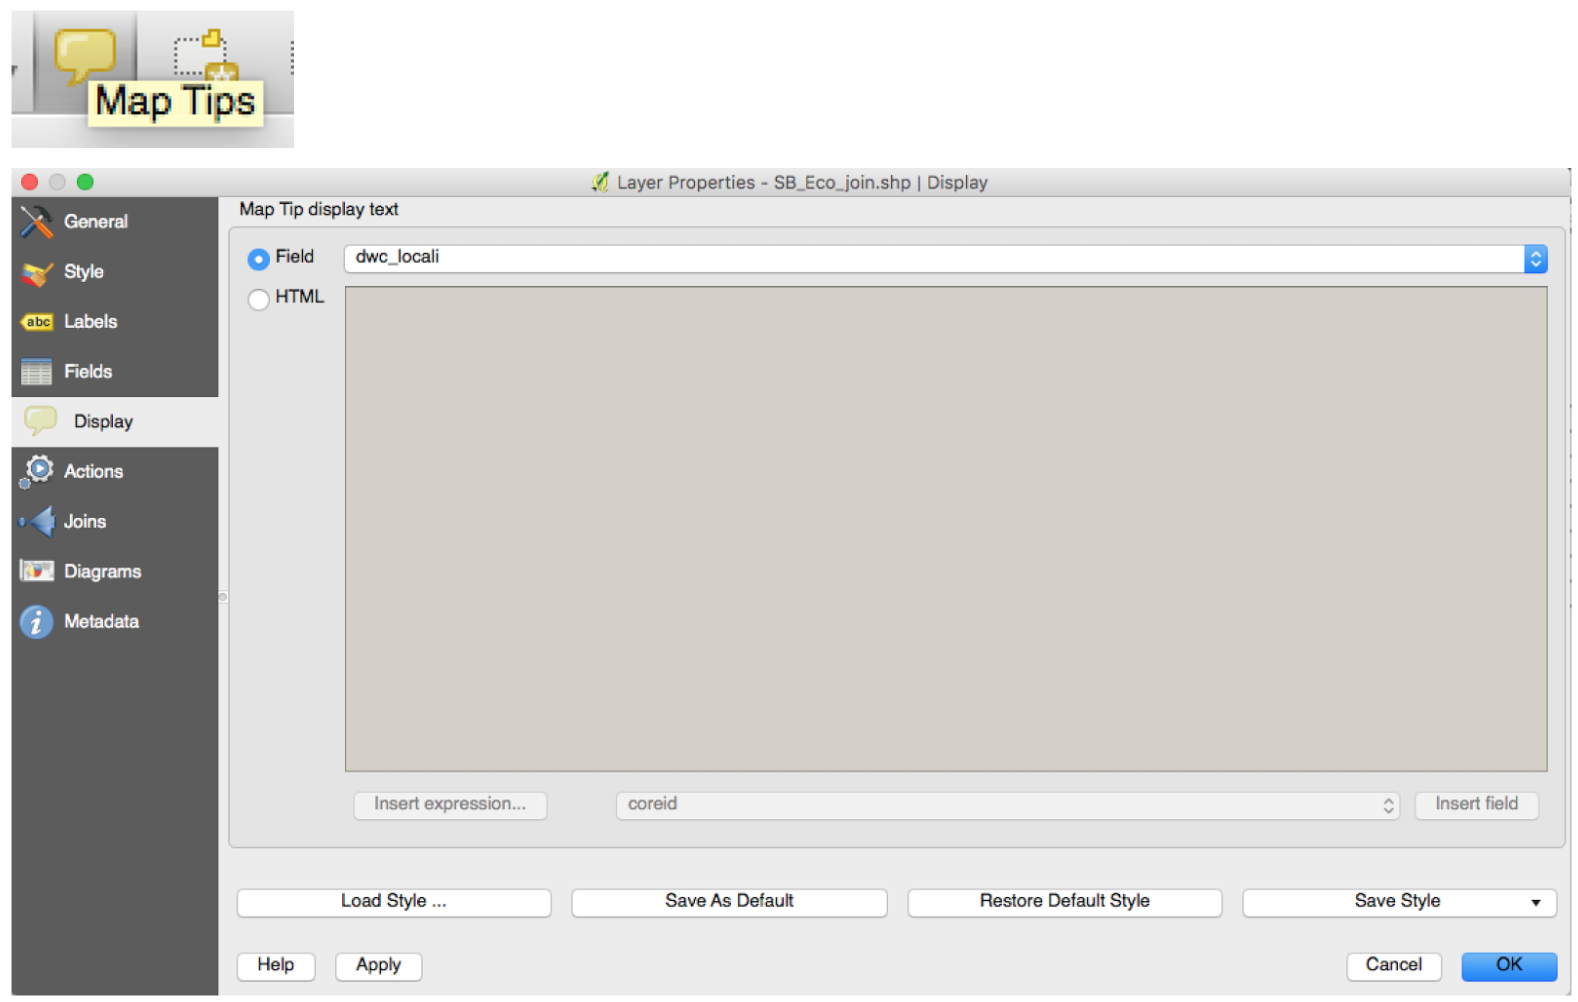 Map Tips
Layer Properties - SB_Eco_join.shp | Display
General
Style
abc Labels
Fields
Display
Actions
Joins
Diagrams
i Metadata
Map Tip display text
Field dwc_locali
HTML
Insert expression... coreid Insert field
Load Style ... Save As Default Restore Default Style Save Style
Help Apply Cancel OK